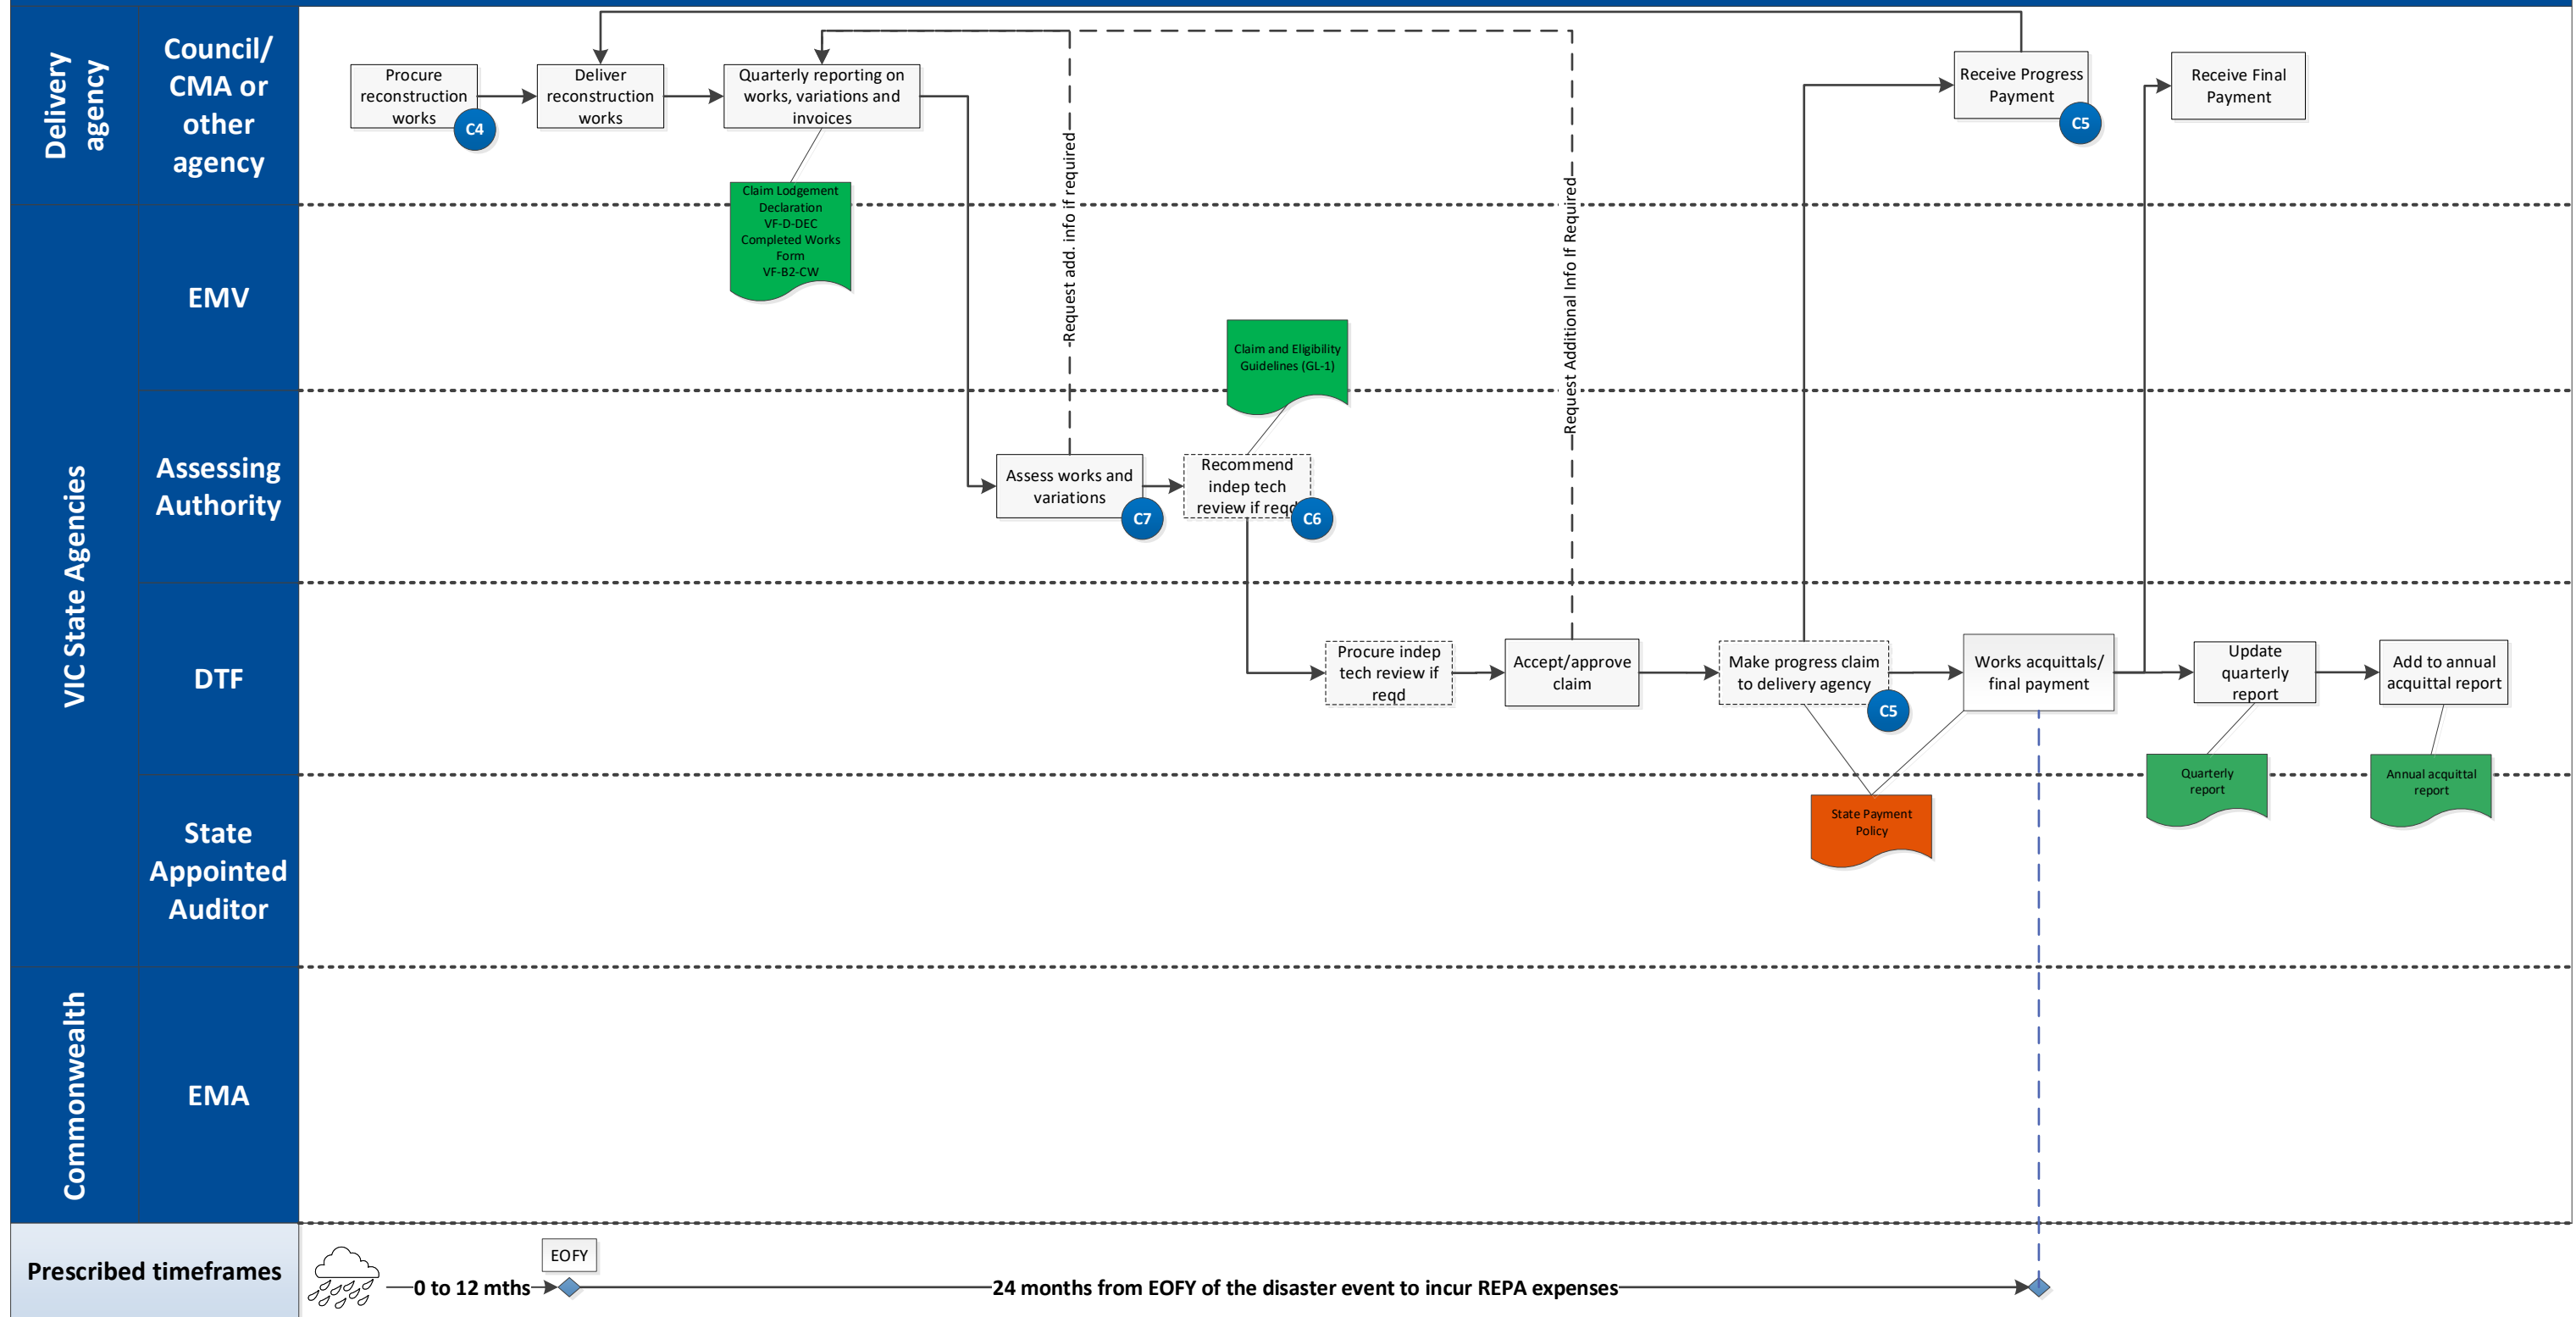 Delivery
agency
Council/
CMA or
other
agency
Procure
reconstruction
works
C4
Deliver
reconstruction
works
Quarterly reporting on
works, variations and
invoices
Receive Progress
Payment
C5
Receive Final
Payment
Claim Lodgement
Declaration
VF-D-DEC
Completed Works
Form
VF-B2-CW
Request add. info if required
Request Additional Info If Required
VIC State Agencies
EMV
Claim and Eligibility
Guidelines (GL-1)
Assessing
Authority
Assess works and
variations
C7
Recommend
indep tech
review if reqd
C6
DTF
Procure indep
tech review if
reqd
Accept/approve
claim
Make progress claim
to delivery agency
C5
Works acquittals/
final payment
Update
quarterly
report
Add to annual
acquittal report
Quarterly
report
Annual acquittal
report
State
Appointed
Auditor
State Payment
Policy
Commonwealth
EMA
Prescribed timeframes
0 to 12 mths
EOFY
24 months from EOFY of the disaster event to incur REPA expenses